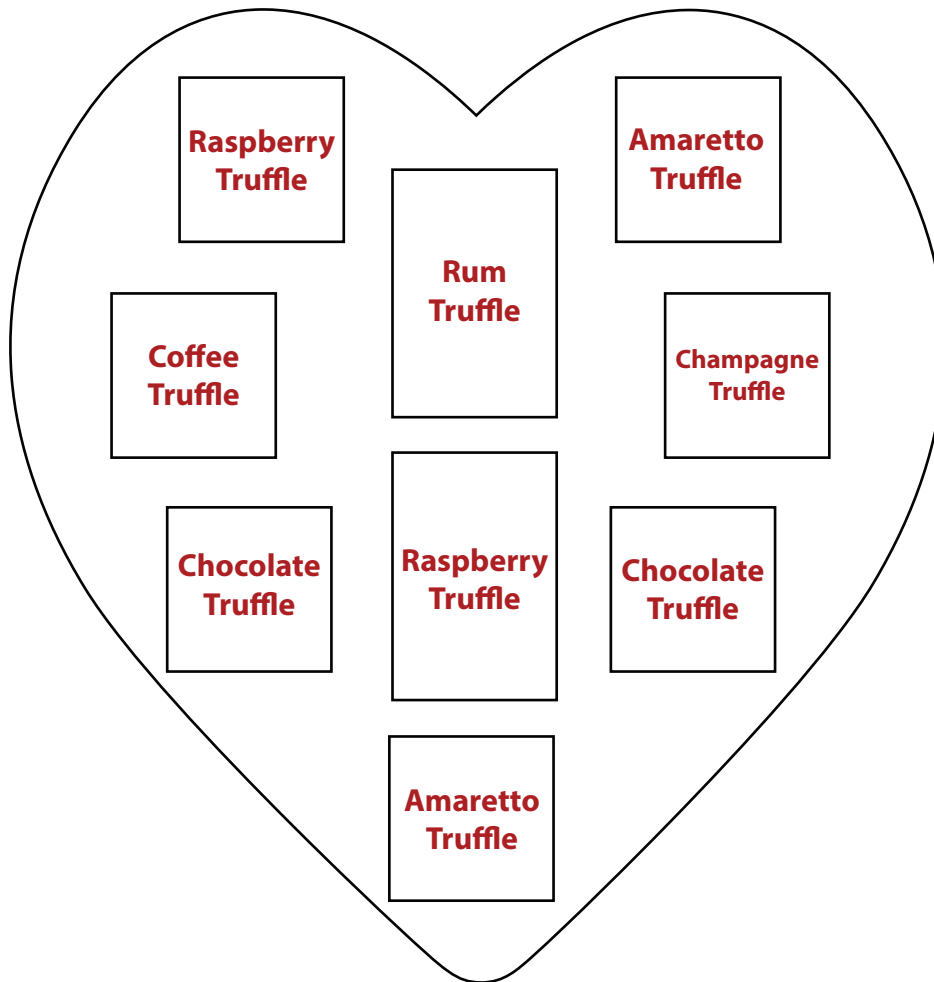 Raspberry
Truffle
Amaretto
Truffle
Rum
Truffle
Coffee
Truffle
Champagne
Truffle
Chocolate
Truffle
Raspberry
Truffle
Chocolate
Truffle
Amaretto
Truffle